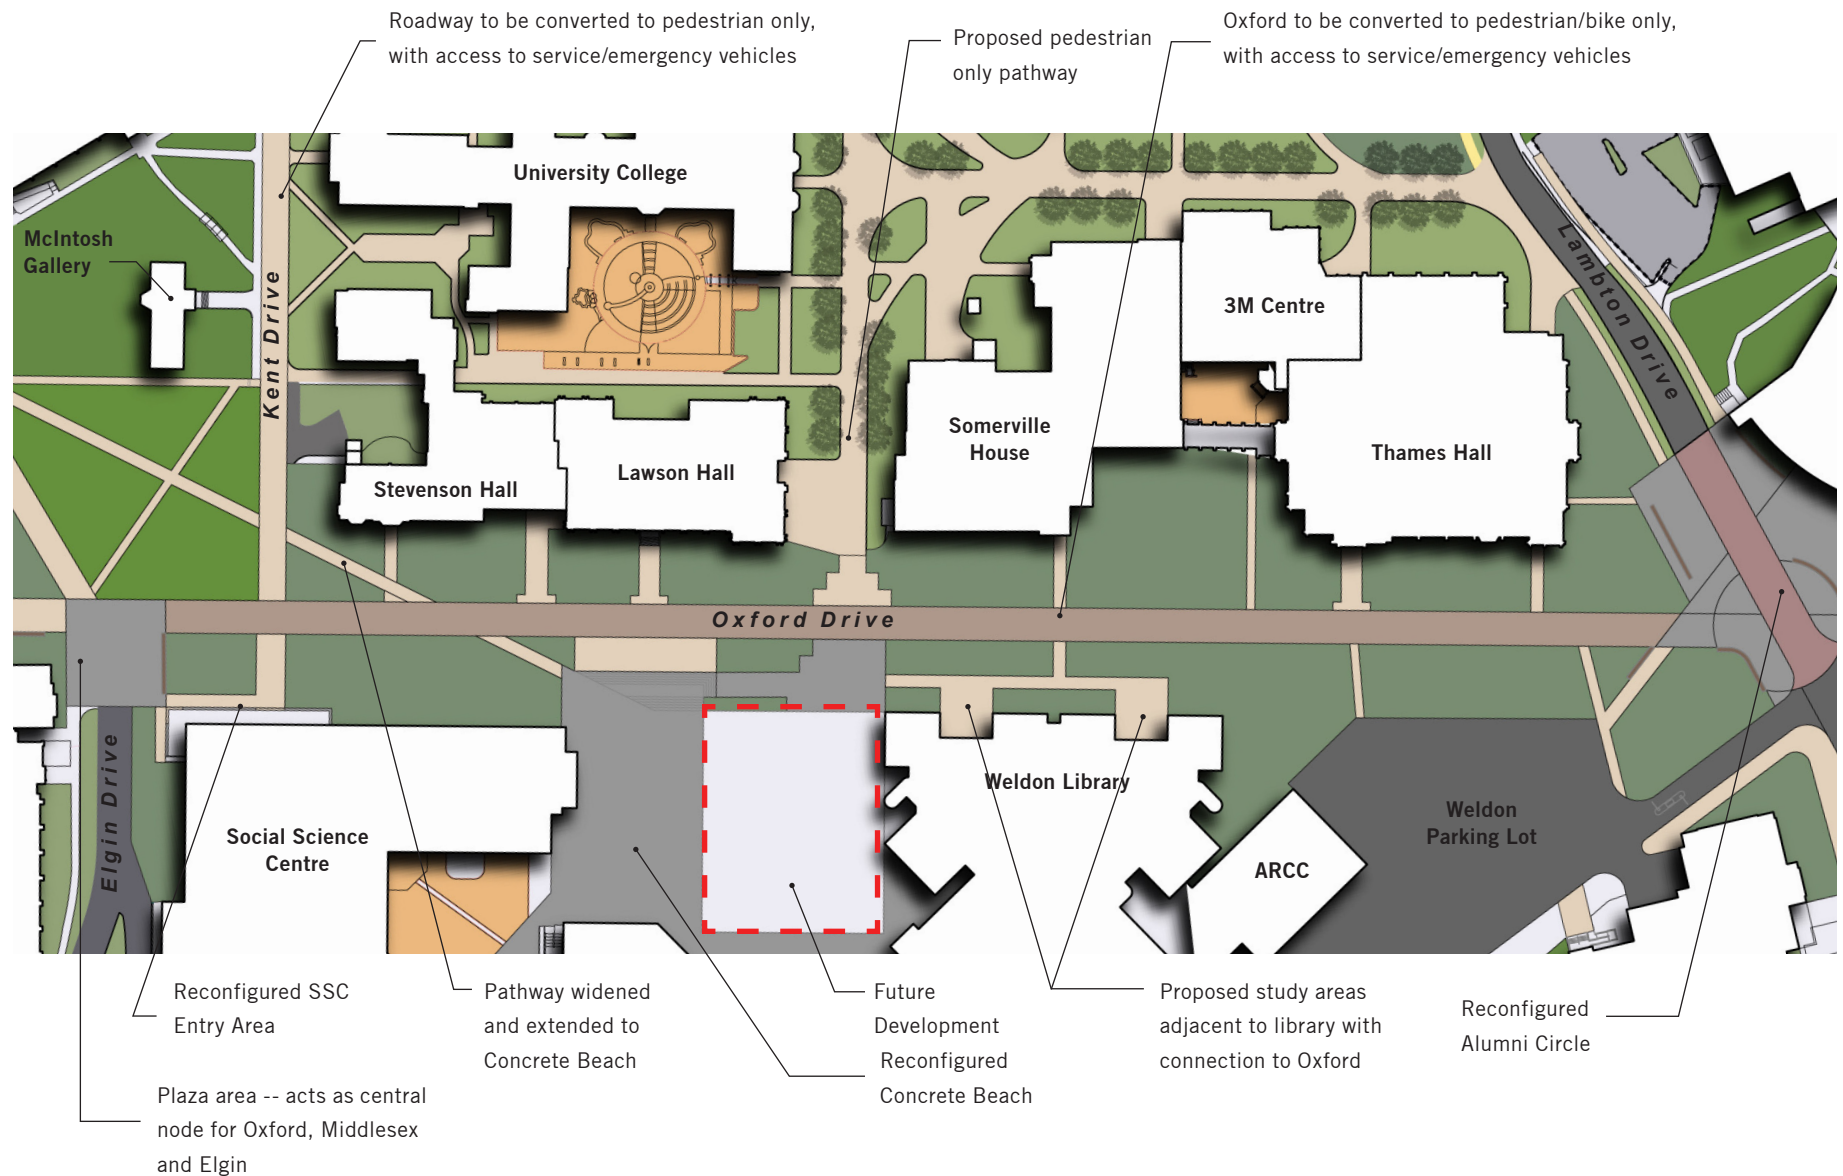 Roadway to be converted to pedestrian only,
with access to service/emergency vehicles
Proposed pedestrian
only pathway
Oxford to be converted to pedestrian/bike only,
with access to service/emergency vehicles
University College
McIntosh
Gallery
Kent Drive
Lambton Drive
3M Centre
Somerville
House
Thames Hall
Lawson Hall
Stevenson Hall
Oxford Drive
Elgin Drive
Social Science
Centre
Weldon Library
Weldon
Parking Lot
ARCC
Reconfigured SSC
Entry Area
Pathway widened
and extended to
Concrete Beach
Future
Development
Reconfigured
Concrete Beach
Proposed study areas
adjacent to library with
connection to Oxford
Reconfigured
Alumni Circle
Plaza area -- acts as central
node for Oxford, Middlesex
and Elgin